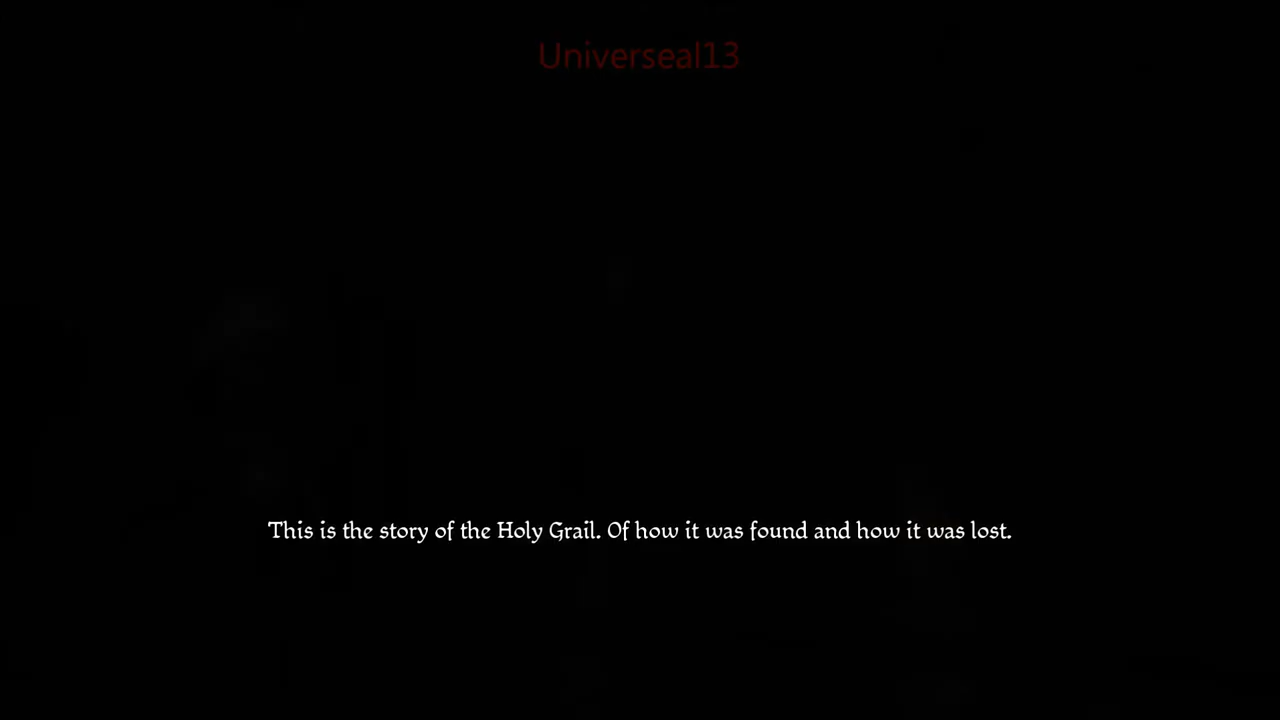 Universeal13
This is the story of the Holy Grail. Of how it was found and how it was lost.